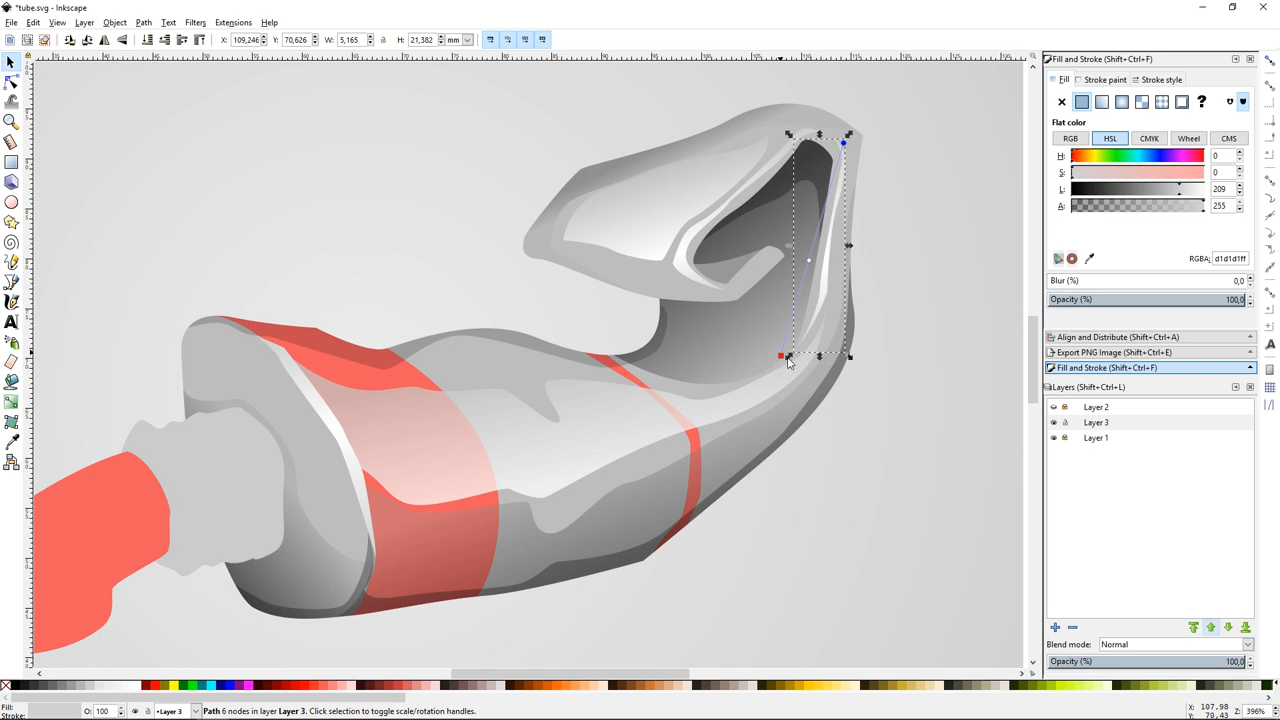 *tube.svg - Inkscape
File Edit View Layer Object Path Text Filters Extensions Help
X: 109,246 Y: 70,626 W: 5,165 H: 21,382 mm
Fill and Stroke (Shift+Ctrl+F)
Fill Stroke paint Stroke style
?
Flat color
RGB HSL CMYK Wheel CMS
H: 0
S: 0
L: 209
A: 255
RGBA: d1d1d1ff
Blur (%) 0,0
Opacity (%) 100,0
Align and Distribute (Shift+Ctrl+A)
Export PNG Image (Shift+Ctrl+E)
Fill and Stroke (Shift+Ctrl+F)
Layers (Shift+Ctrl+L)
Layer 2
Layer 3
Layer 1
Blend mode: Normal
Opacity (%) 100,0
Fill:
Stroke:
O: 100
•Layer 3
Path 6 nodes in layer Layer 3. Click selection to toggle scale/rotation handles.
X: 107,98
Y: 70,43
Z: 396%